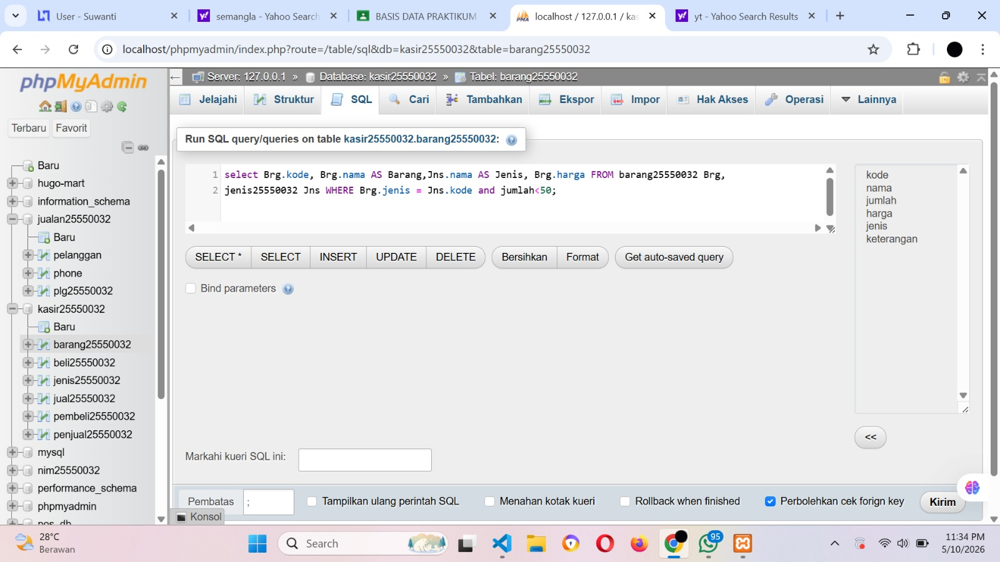 User - Suwanti
semangla - Yahoo Search
BASIS DATA PRAKTIKUM
localhost / 127.0.0.1 / kas
yt - Yahoo Search Results
localhost/phpmyadmin/index.php?route=/table/sql&db=kasir25550032&table=barang25550032
phpMyAdmin
Terbaru Favorit
Baru
hugo-mart
information_schema
jualan25550032
Baru
pelanggan
phone
plg25550032
kasir25550032
Baru
barang25550032
beli25550032
jenis25550032
jual25550032
pembeli25550032
penjual25550032
mysql
nim25550032
performance_schema
phpmyadmin
pos_db
Server: 127.0.0.1 » Database: kasir25550032 » Tabel: barang25550032
Jelajahi Struktur SQL Cari Tambahkan Ekspor Impor Hak Akses Operasi Lainnya
Run SQL query/queries on table kasir25550032.barang25550032:
1 select Brg.kode, Brg.nama AS Barang,Jns.nama AS Jenis, Brg.harga FROM barang25550032 Brg,
2 jenis25550032 Jns WHERE Brg.jenis = Jns.kode and jumlah<50;
kode
nama
jumlah
harga
jenis
keterangan
SELECT * SELECT INSERT UPDATE DELETE Bersihkan Format Get auto-saved query
Bind parameters
<<
Markahi kueri SQL ini:
Pembatas ; Tampilkan ulang perintah SQL Menahan kotak kueri Rollback when finished Perbolehkan cek forign key Kirim
Konsol
28°C
Berawan
Search
95
11:34 PM
5/10/2026